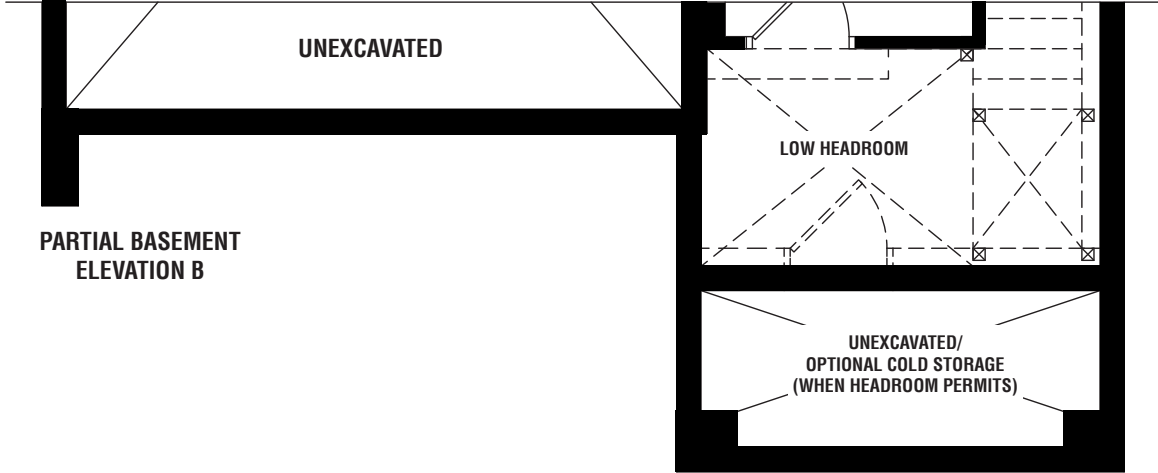 UNEXCAVATED
LOW HEADROOM
PARTIAL BASEMENT
ELEVATION B
UNEXCAVATED/
OPTIONAL COLD STORAGE
(WHEN HEADROOM PERMITS)